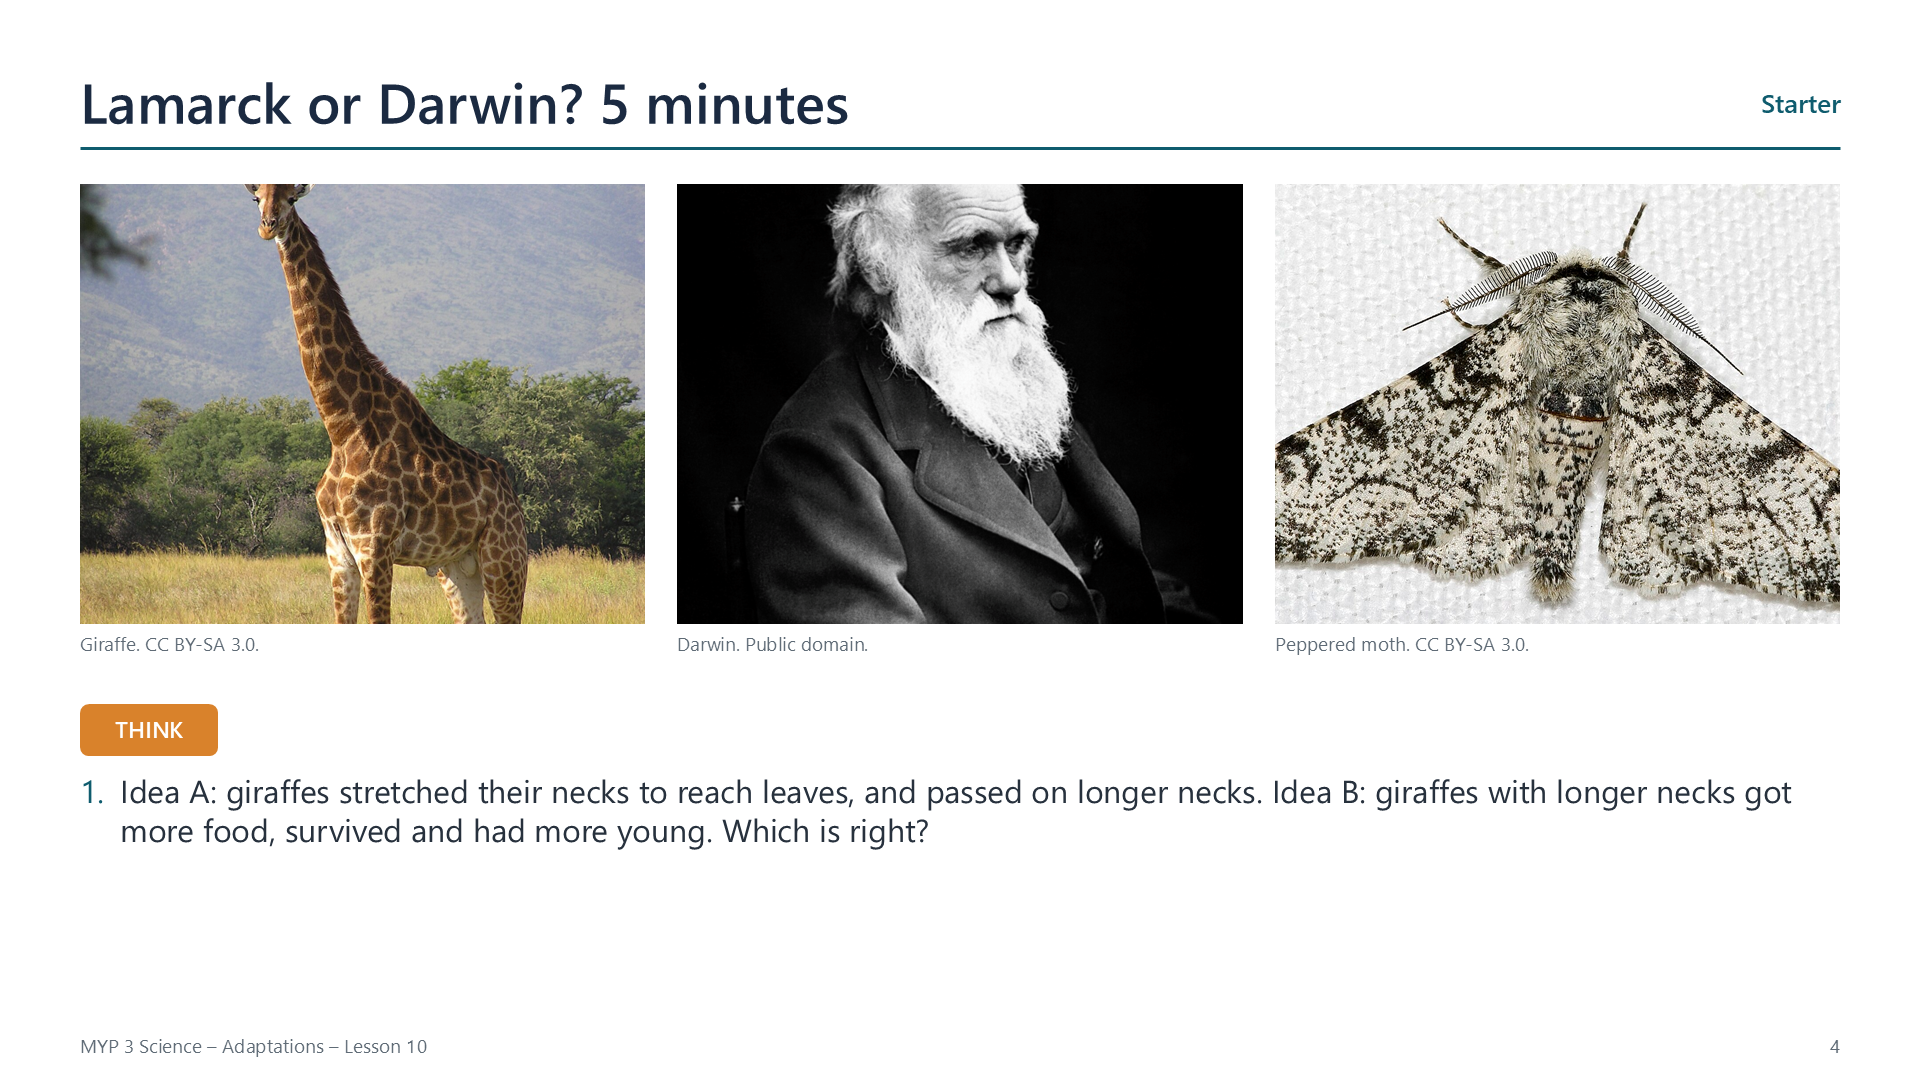 Lamarck or Darwin? 5 minutes
Starter
Giraffe. CC BY-SA 3.0.
Darwin. Public domain.
Peppered moth. CC BY-SA 3.0.
THINK
1. Idea A: giraffes stretched their necks to reach leaves, and passed on longer necks. Idea B: giraffes with longer necks got
more food, survived and had more young. Which is right?
MYP 3 Science – Adaptations – Lesson 10
4